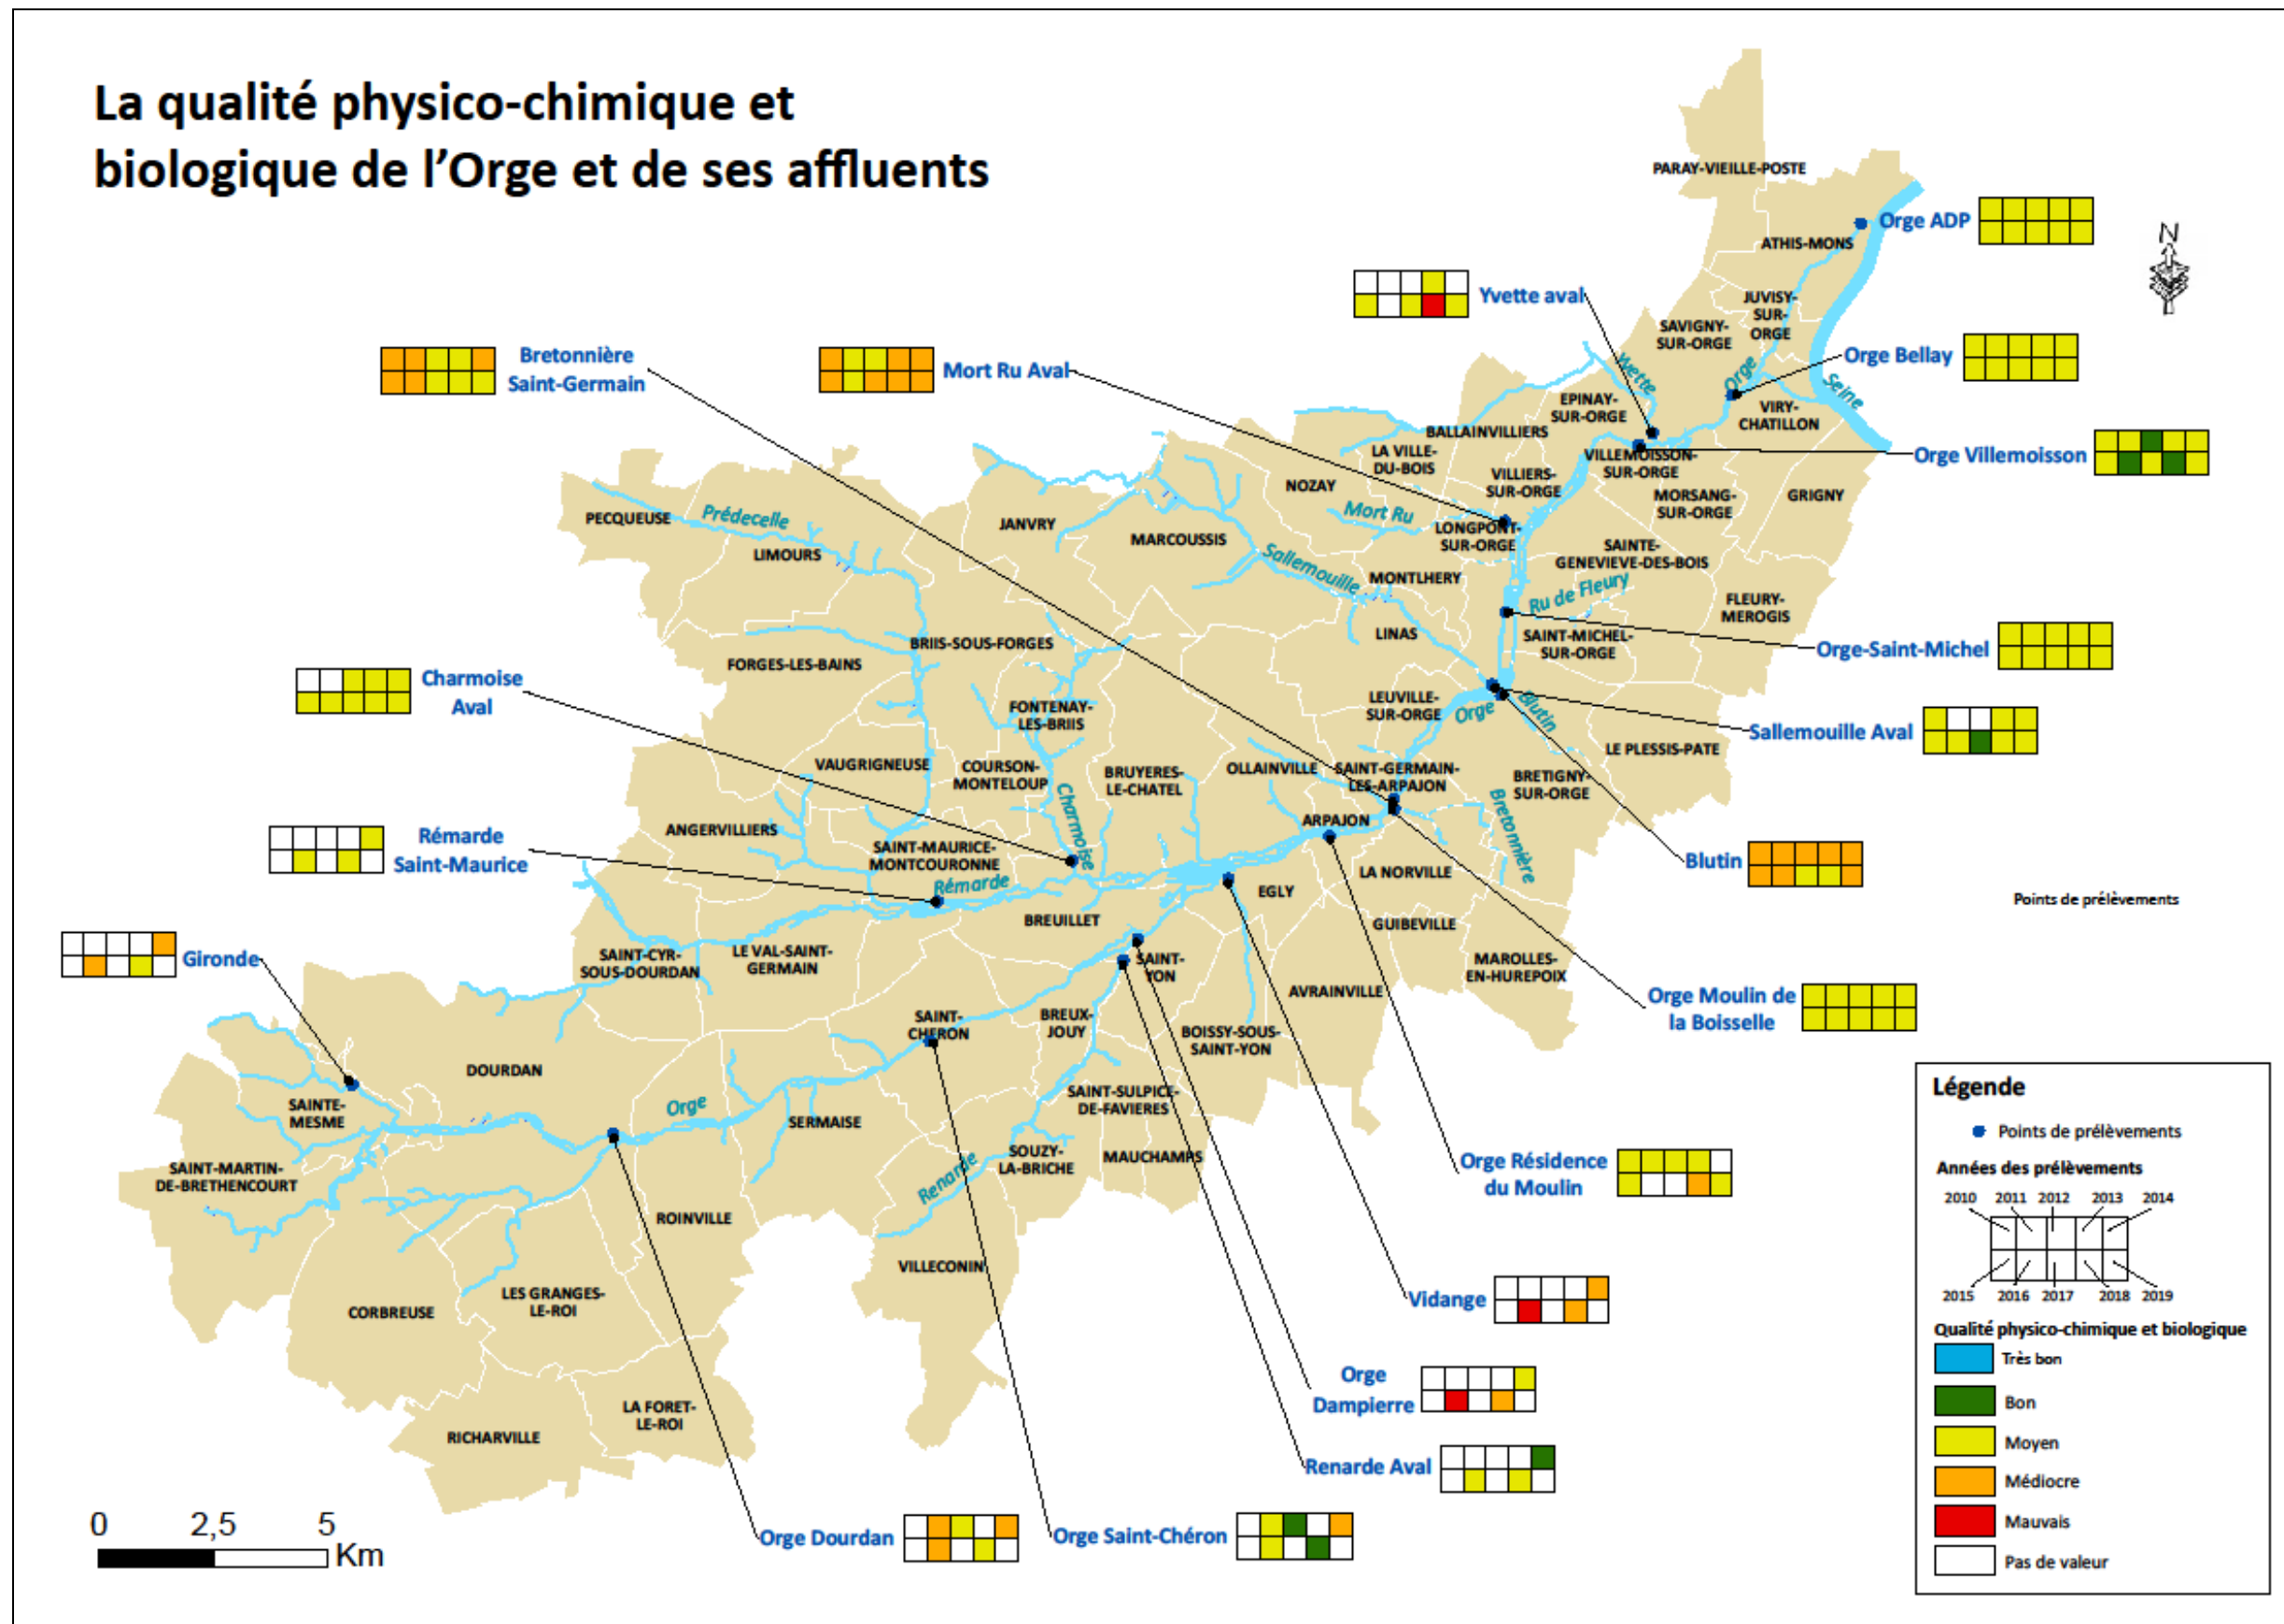 La qualité physico-chimique et
biologique de l'Orge et de ses affluents
PARAY-VIEILLE-POSTE
Orge ADP
ATHIS-MONS
N
Yvette aval
JUVISY-
SUR-
ORGE
SAVIGNY-
SUR-ORGE
Bretonnière
Saint-Germain
Mort Ru Aval
Orge Bellay
Yvette
Orge
Seine
EPINAY-
SUR-ORGE
VIRY-
CHATILLON
BALLAINVILLIERS
LA VILLE-
DU-BOIS
VILLEMOISSON-
SUR-ORGE
Orge Villemoisson
NOZAY
VILLIERS-
SUR-ORGE
MORSANG-
SUR-ORGE
GRIGNY
PECQUEUSE
Prédecelle
LIMOURS
JANVRY
MARCOUSSIS
Mort Ru
LONGPONT-
SUR-ORGE
SAINTE-
GENEVIEVE-DES-BOIS
Sallemouille
MONTLHERY
Ru de Fleury
FLEURY-
MEROGIS
LINAS
SAINT-MICHEL-
SUR-ORGE
Orge-Saint-Michel
BRIIS-SOUS-FORGES
FORGES-LES-BAINS
Charmoise
Aval
FONTENAY-
LES-BRIIS
LEUVILLE-
SUR-ORGE
Orge
Blutin
Sallemouille Aval
LE PLESSIS-PATE
VAUGRIGNEUSE
COURSON-
MONTELOUP
BRUYERES-
LE-CHATEL
OLLAINVILLE
SAINT-GERMAIN-
LES-ARPAJON
BRETIGNY-
SUR-ORGE
Charmoise
Bretonnière
ANGERVILLIERS
ARPAJON
Rémarde
Saint-Maurice
SAINT-MAURICE-
MONTCOURONNE
Rémarde
LA NORVILLE
Blutin
EGLY
Points de prélèvements
BREUILLET
GUIBEVILLE
Gironde
SAINT-CYR-
SOUS-DOURDAN
LE VAL-SAINT-
GERMAIN
SAINT-
YON
MAROLLES-
EN-HUREPOIX
AVRAINVILLE
Orge Moulin de
la Boisselle
SAINT-
CHERON
BREUX-
JOUY
BOISSY-SOUS-
SAINT-YON
DOURDAN
SAINTE-
MESME
Orge
SERMAISE
SAINT-SULPICE-
DE-FAVIERES
SAINT-MARTIN-
DE-BRETHENCOURT
SOUZY-
LA-BRICHE
MAUCHAMPS
Renarde
Orge Résidence
du Moulin
ROINVILLE
VILLECONIN
LES GRANGES-
LE-ROI
CORBREUSE
Vidange
Orge
Dampierre
LA FORET-
LE-ROI
RICHARVILLE
Renarde Aval
Orge Dourdan
Orge Saint-Chéron
0 2,5 5
Km
Légende
Points de prélèvements
Années des prélèvements
2010 2011 2012 2013 2014
2015 2016 2017 2018 2019
Qualité physico-chimique et biologique
Très bon
Bon
Moyen
Médiocre
Mauvais
Pas de valeur